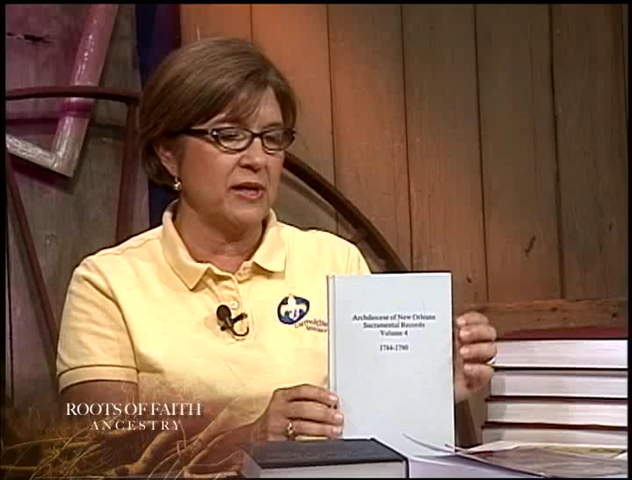 Archdiocese of New Orleans
Sacramental Records
Volume 4
1784-1790
ROOTS OF FAITH
ANCESTRY